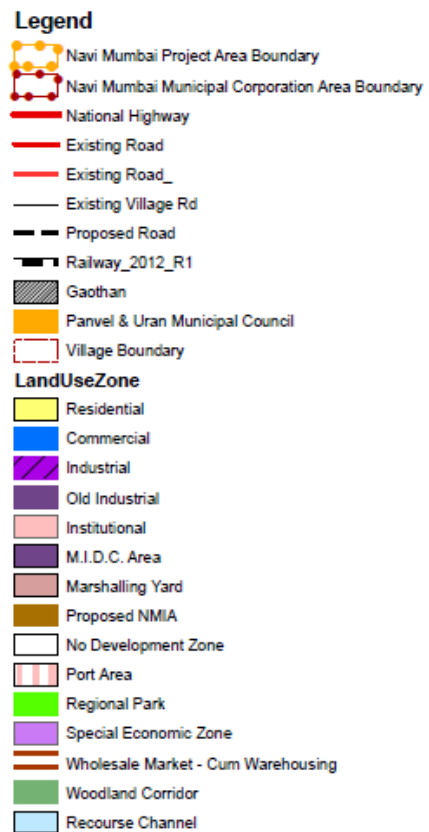 Legend
Navi Mumbai Project Area Boundary
Navi Mumbai Municipal Corporation Area Boundary
National Highway
Existing Road
Existing Road_
Existing Village Rd
Proposed Road
Railway_2012_R1
Gaothan
Panvel & Uran Municipal Council
Village Boundary
LandUseZone
Residential
Commercial
Industrial
Old Industrial
Institutional
M.I.D.C. Area
Marshalling Yard
Proposed NMIA
No Development Zone
Port Area
Regional Park
Special Economic Zone
Wholesale Market - Cum Warehousing
Woodland Corridor
Recourse Channel